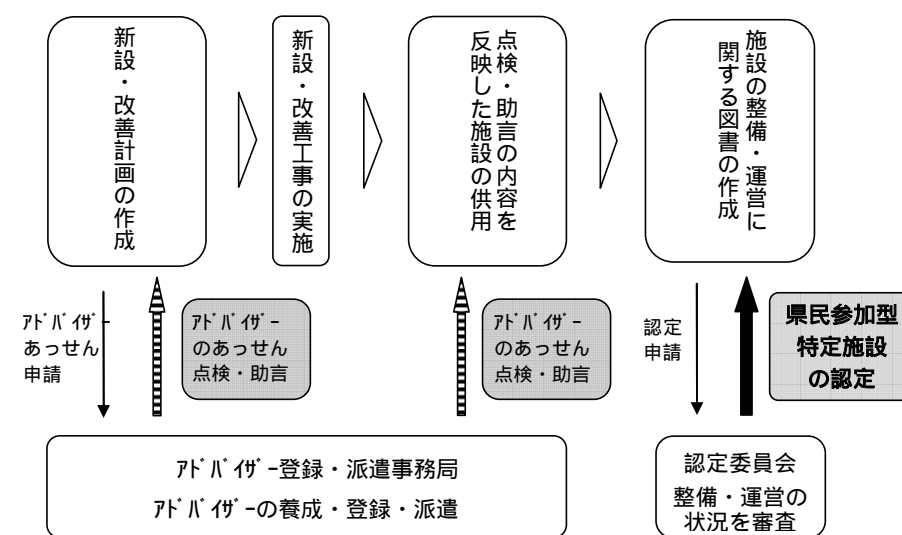 新設・改善計画の作成
新設・改善工事の実施
点検・助言の内容を
反映した施設の供用
施設の整備・運営に
関する図書の作成
ｱﾄﾞﾊﾞｲｻﾞｰ
あっせん
申請
ｱﾄﾞﾊﾞｲｻﾞｰ
のあっせん
点検・助言
ｱﾄﾞﾊﾞｲｻﾞｰ
のあっせん
点検・助言
認定
申請
県民参加型
特定施設
の認定
ｱﾄﾞﾊﾞｲｻﾞｰ登録・派遣事務局
ｱﾄﾞﾊﾞｲｻﾞｰの養成・登録・派遣
認定委員会
整備・運営の
状況を審査